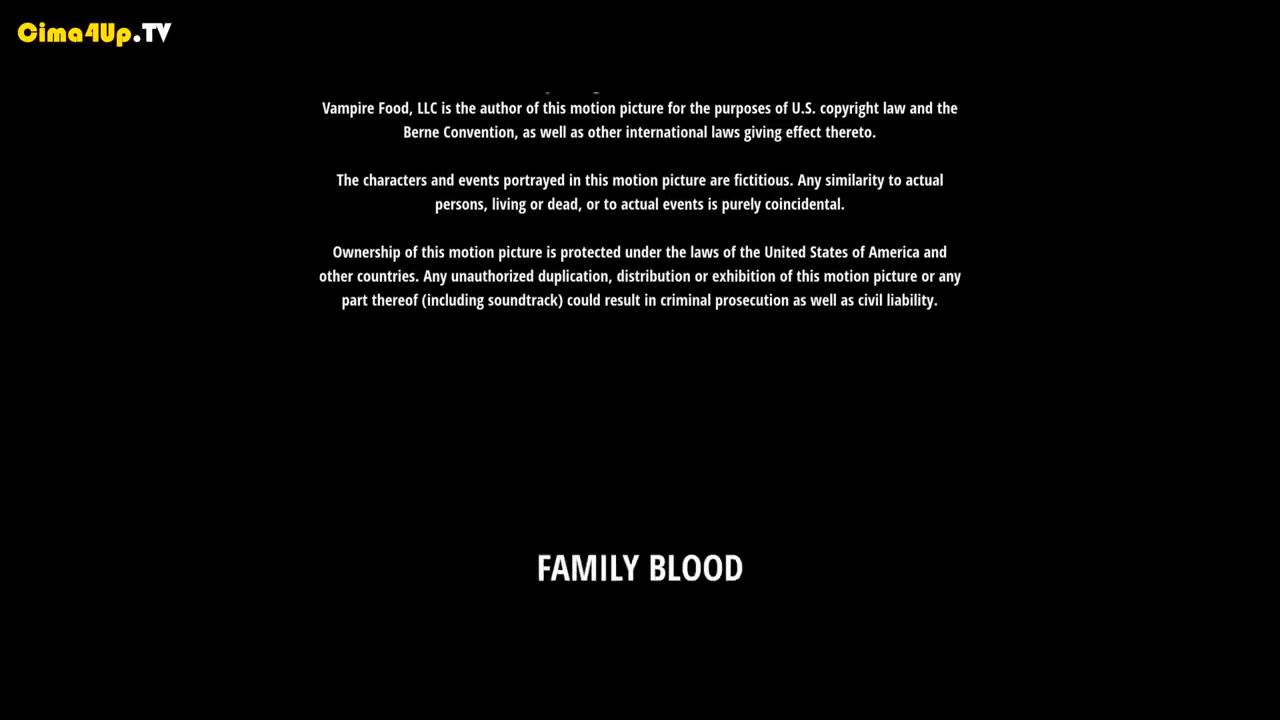 Cima4Up.TV
Vampire Food, LLC is the author of this motion picture for the purposes of U.S. copyright law and the
Berne Convention, as well as other international laws giving effect thereto.
The characters and events portrayed in this motion picture are fictitious. Any similarity to actual
persons, living or dead, or to actual events is purely coincidental.
Ownership of this motion picture is protected under the laws of the United States of America and
other countries. Any unauthorized duplication, distribution or exhibition of this motion picture or any
part thereof (including soundtrack) could result in criminal prosecution as well as civil liability.
FAMILY BLOOD